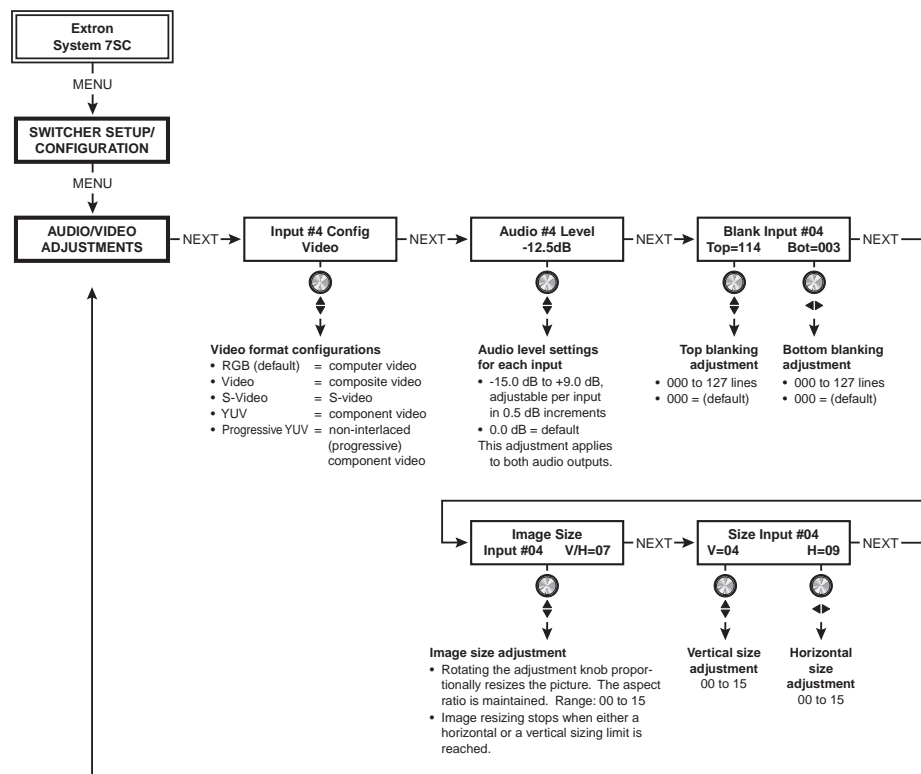 Extron
System 7SC
MENU
SWITCHER SETUP/
CONFIGURATION
MENU
AUDIO/VIDEO
ADJUSTMENTS
NEXT
Input #4 Config
Video
NEXT
Audio #4 Level
-12.5dB
NEXT
Blank Input #04
Top=114 Bot=003
NEXT
Video format configurations
• RGB (default) = computer video
• Video = composite video
• S-Video = S-video
• YUV = component video
• Progressive YUV = non-interlaced
(progressive)
component video
Audio level settings
for each input
• -15.0 dB to +9.0 dB,
adjustable per input
in 0.5 dB increments
• 0.0 dB = default
This adjustment applies
to both audio outputs.
Top blanking
adjustment
• 000 to 127 lines
• 000 = (default)
Bottom blanking
adjustment
• 000 to 127 lines
• 000 = (default)
Image Size
Input #04 V/H=07
NEXT
Size Input #04
V=04 H=09
NEXT
Image size adjustment
• Rotating the adjustment knob propor-
tionally resizes the picture. The aspect
ratio is maintained. Range: 00 to 15
• Image resizing stops when either a
horizontal or a vertical sizing limit is
reached.
Vertical size
adjustment
00 to 15
Horizontal
size
adjustment
00 to 15